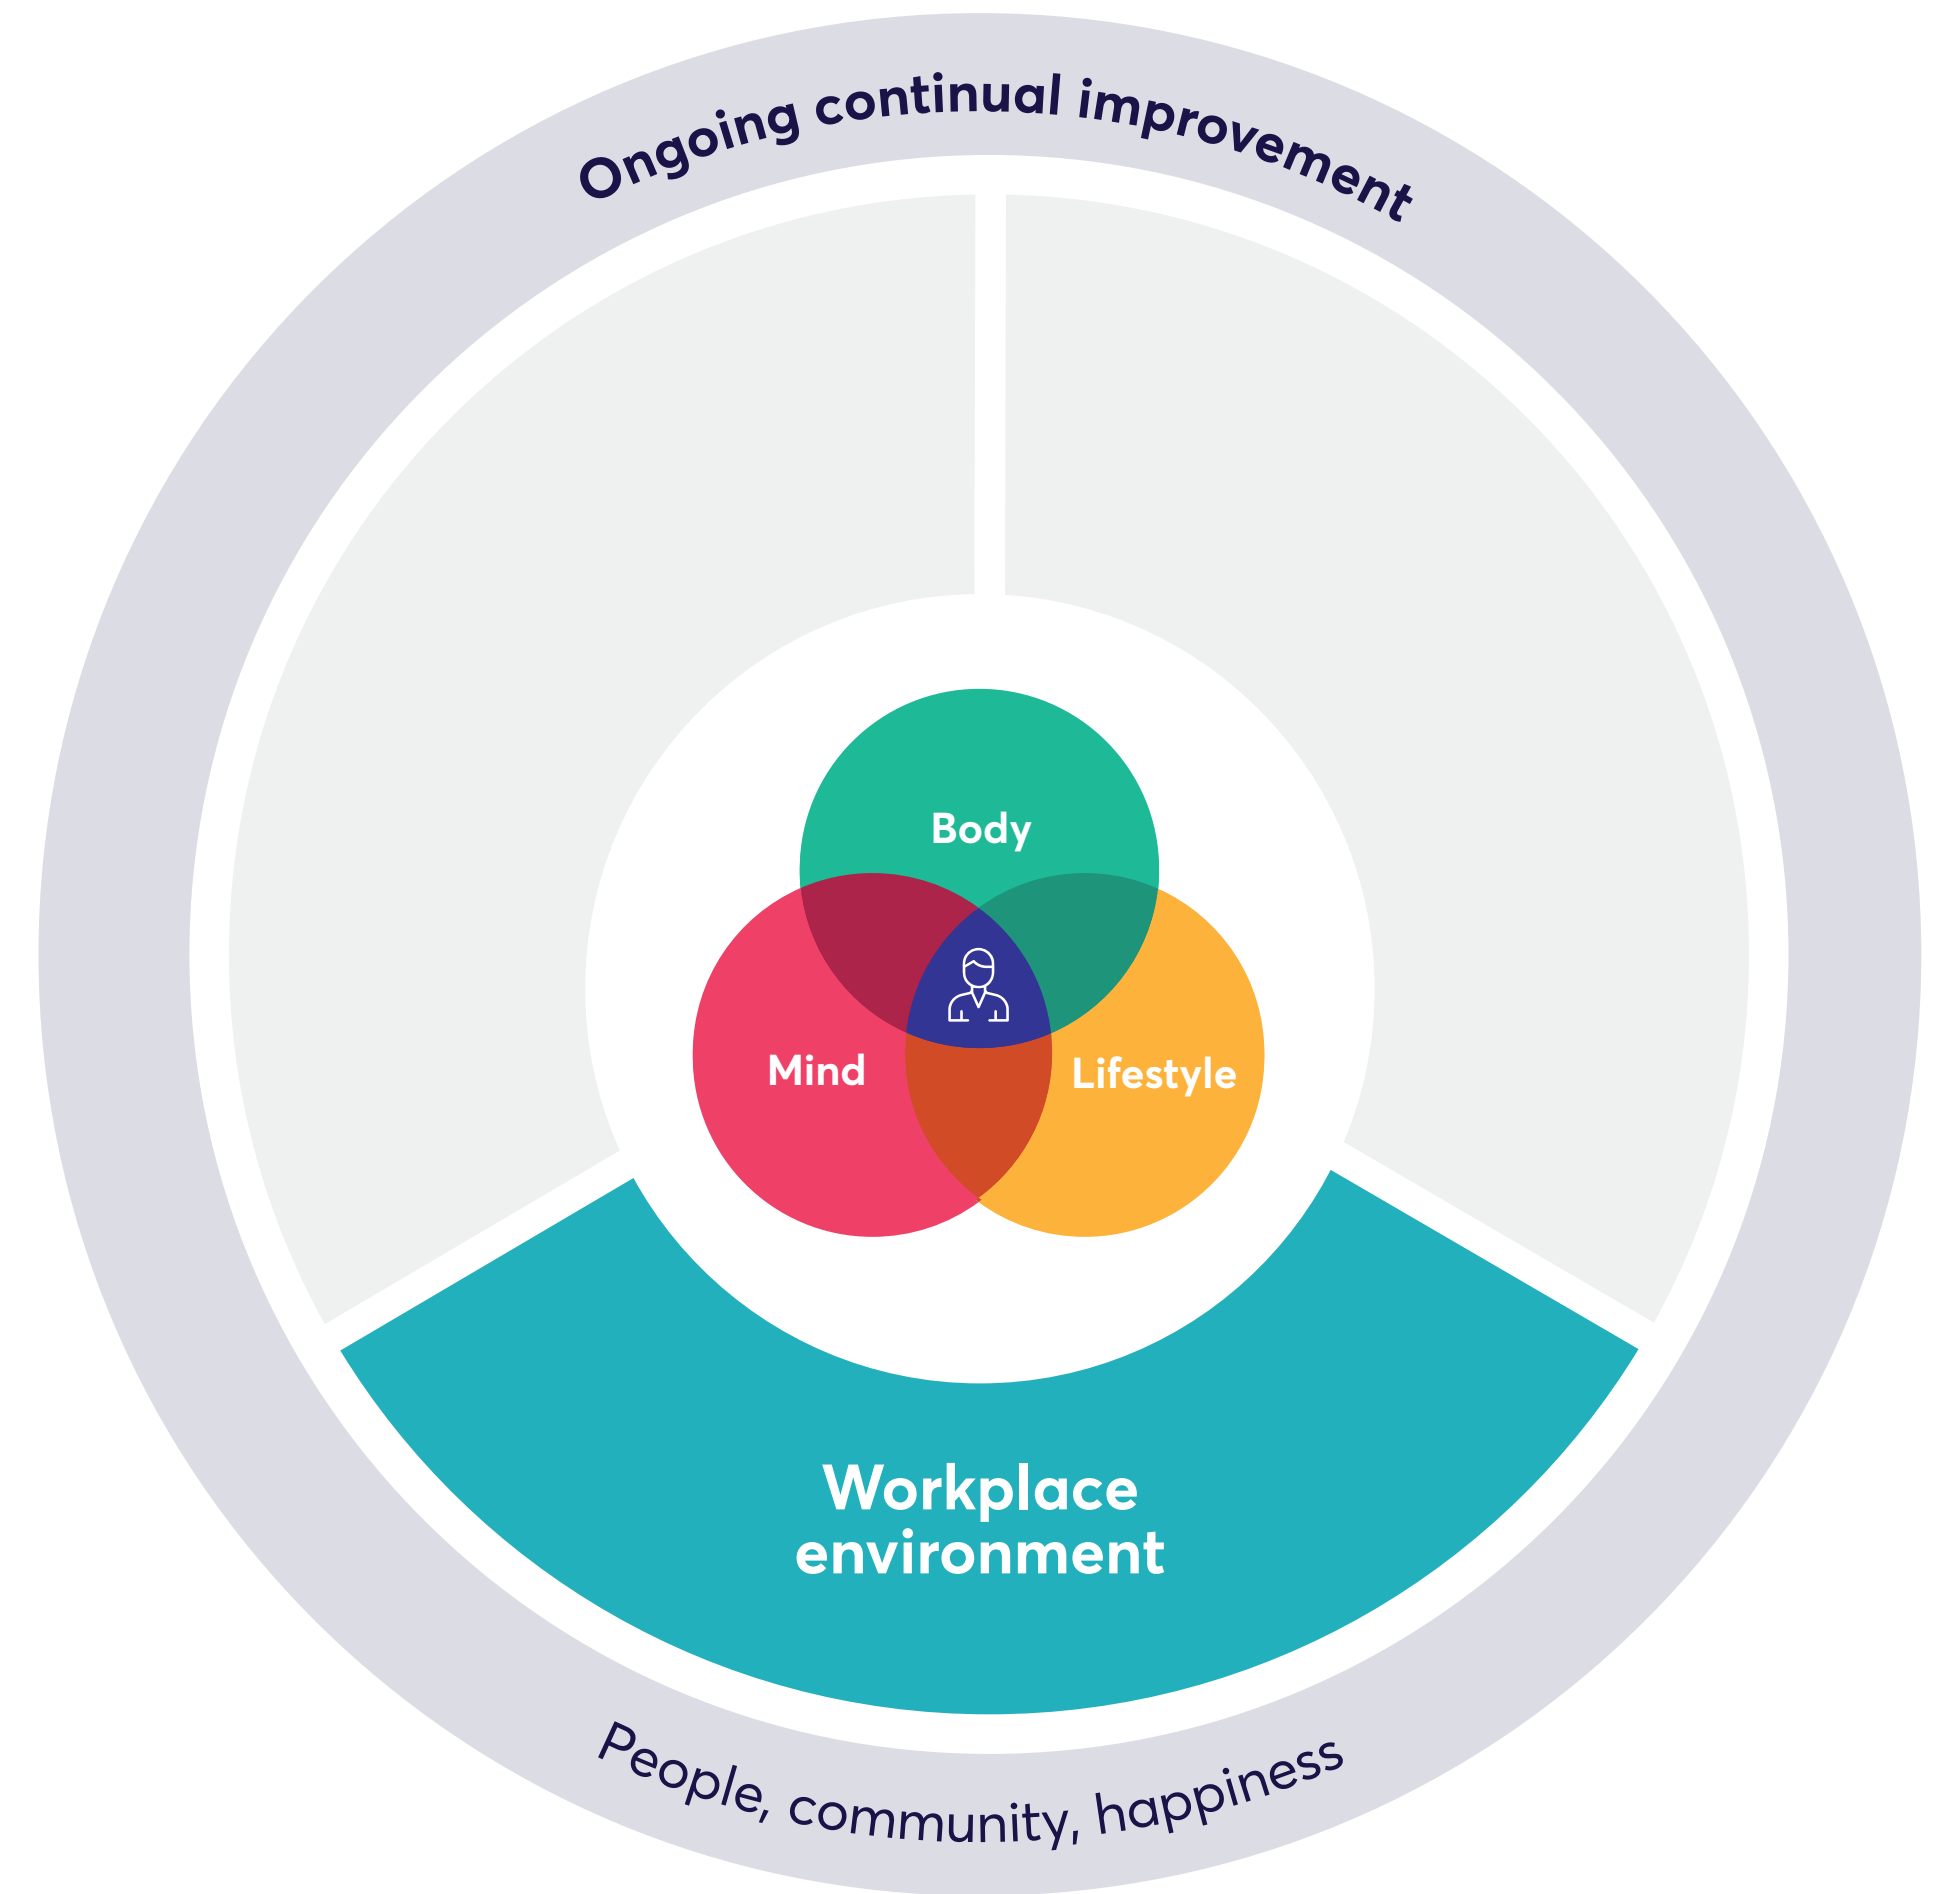 Ongoing continual improvement
Body
Mind
Lifestyle
Workplace
environment
People, community, happiness